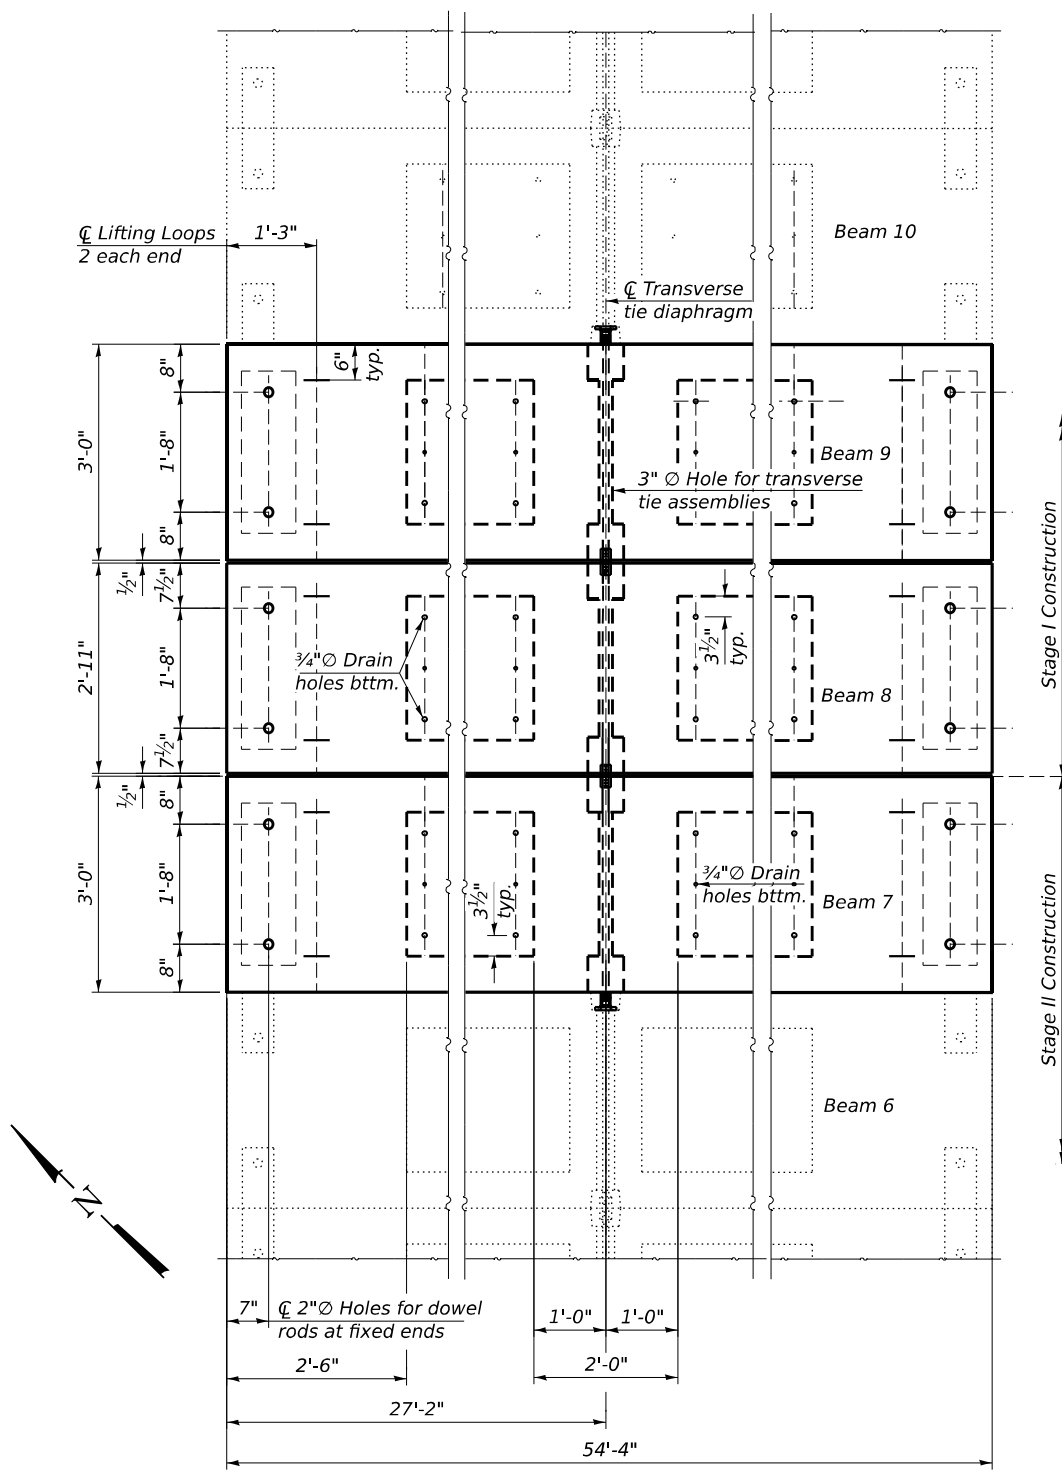 Beam 10
℄ Lifting Loops
2 each end
1'-3"
℄ Transverse
tie diaphragm
6"
typ.
8"
1'-8"
8"
3'-0"
Beam 9
3" Ø Hole for transverse
tie assemblies
Stage I Construction
½"
7½"
1'-8"
7½"
2'-11"
¾"Ø Drain
holes bttm.
3½"
typ.
Beam 8
½"
8"
1'-8"
8"
3'-0"
3½"
typ.
¾"Ø Drain
holes bttm.
Beam 7
Stage II Construction
Beam 6
N
7"
℄ 2"Ø Holes for dowel
rods at fixed ends
1'-0"
1'-0"
2'-6"
2'-0"
27'-2"
54'-4"